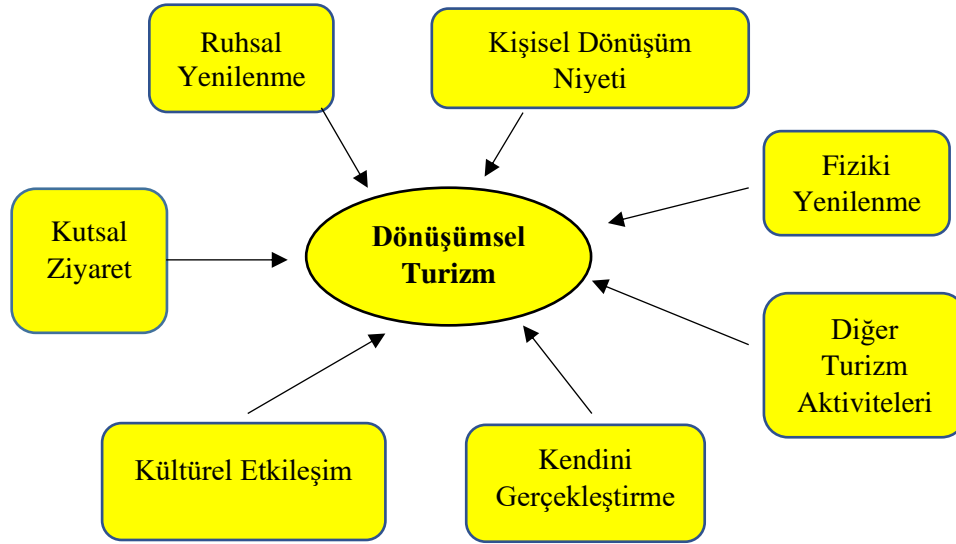 Ruhsal
Yenilenme
Kişisel Dönüşüm
Niyeti
Fiziki
Yenilenme
Kutsal
Ziyaret
Dönüşümsel
Turizm
Diğer
Turizm
Aktiviteleri
Kültürel Etkileşim
Kendini
Gerçekleştirme